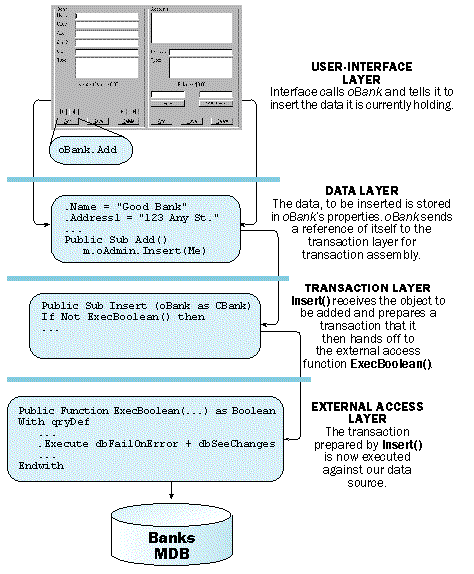 USER-INTERFACE
LAYER
Interface calls oBank and tells it to
insert the data it is currently holding.
oBank.Add
.Name = "Good Bank"
.Address1 = "123 Any St."
...
Public Sub Add()
m.oAdmin.Insert(Me)
DATA LAYER
The data, to be inserted is stored
in oBank's properties. oBank sends
a reference of itself to the
transaction layer for
transaction assembly.
Public Sub Insert (oBank as CBank)
If Not ExecBoolean() then
...
TRANSACTION LAYER
Insert() receives the object to
be added and prepares a
transaction that it
then hands off to
the external access
function ExecBoolean().
Public Function ExecBoolean(...) as Boolean
With qryDef
...
.Execute dbFailOnError + dbSeeChanges
...
Endwith
EXTERNAL ACCESS
LAYER
The transaction
prepared by Insert()
is now executed
against our data
source.
Banks
MDB